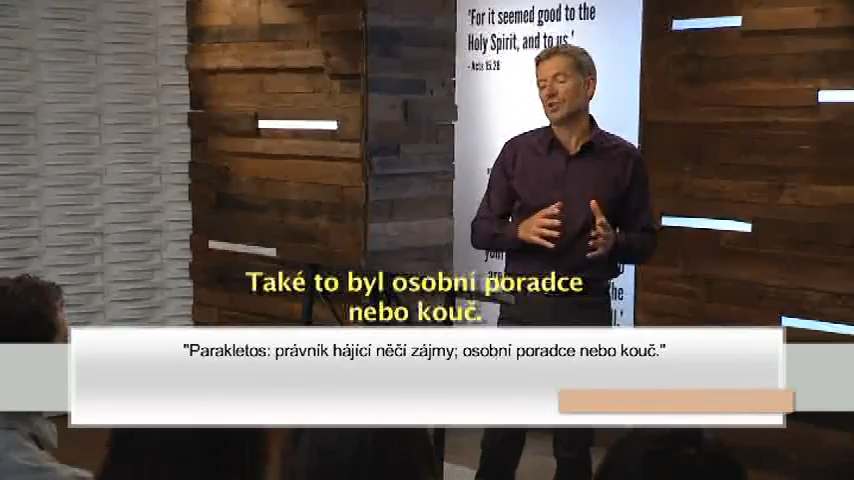 'For it seemed good to the
Holy Spirit, and to us.'
- Acts 15:28
Také to byl osobní poradce
nebo kouč.
"Parakletos: právník hájící něčí zájmy; osobní poradce nebo kouč."